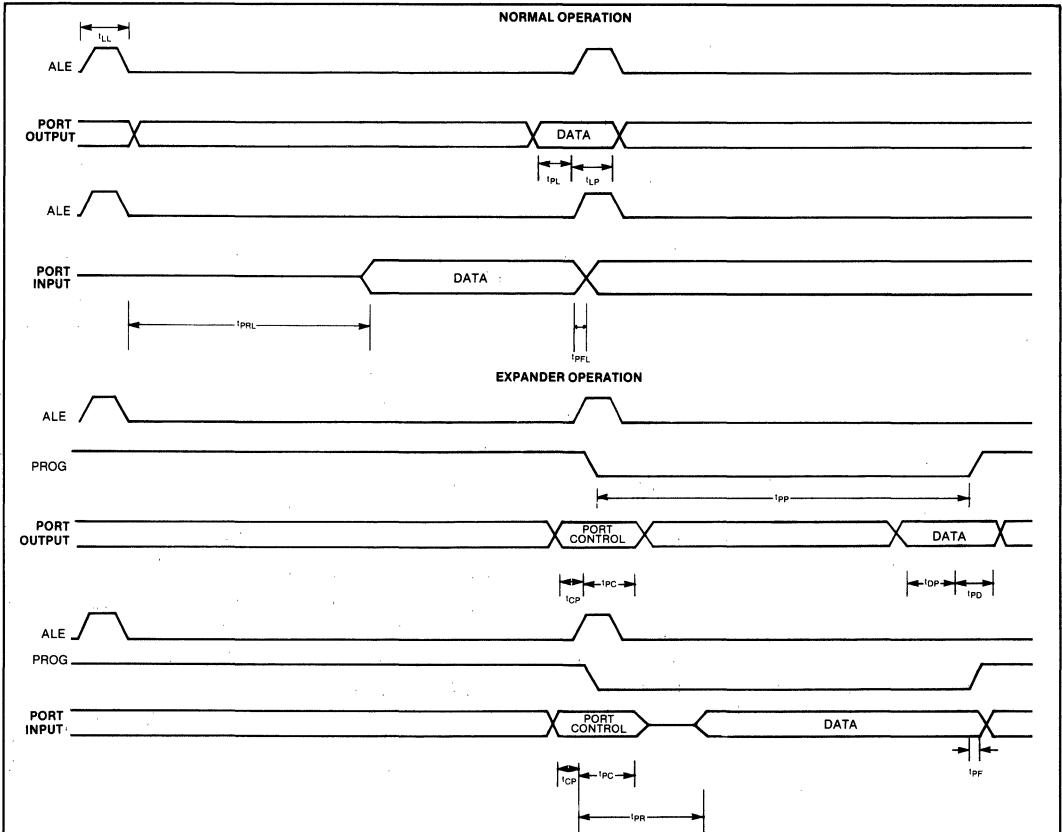 NORMAL OPERATION
tLL
ALE
PORT
OUTPUT
DATA
tPL
tLP
ALE
PORT
INPUT
DATA
tPRL
tPFL
EXPANDER OPERATION
ALE
PROG
tPP
PORT
OUTPUT
PORT
CONTROL
DATA
tCP
tPC
tDP
tPD
ALE
PROG
PORT
INPUT
PORT
CONTROL
DATA
tCP
tPC
tPF
tPR